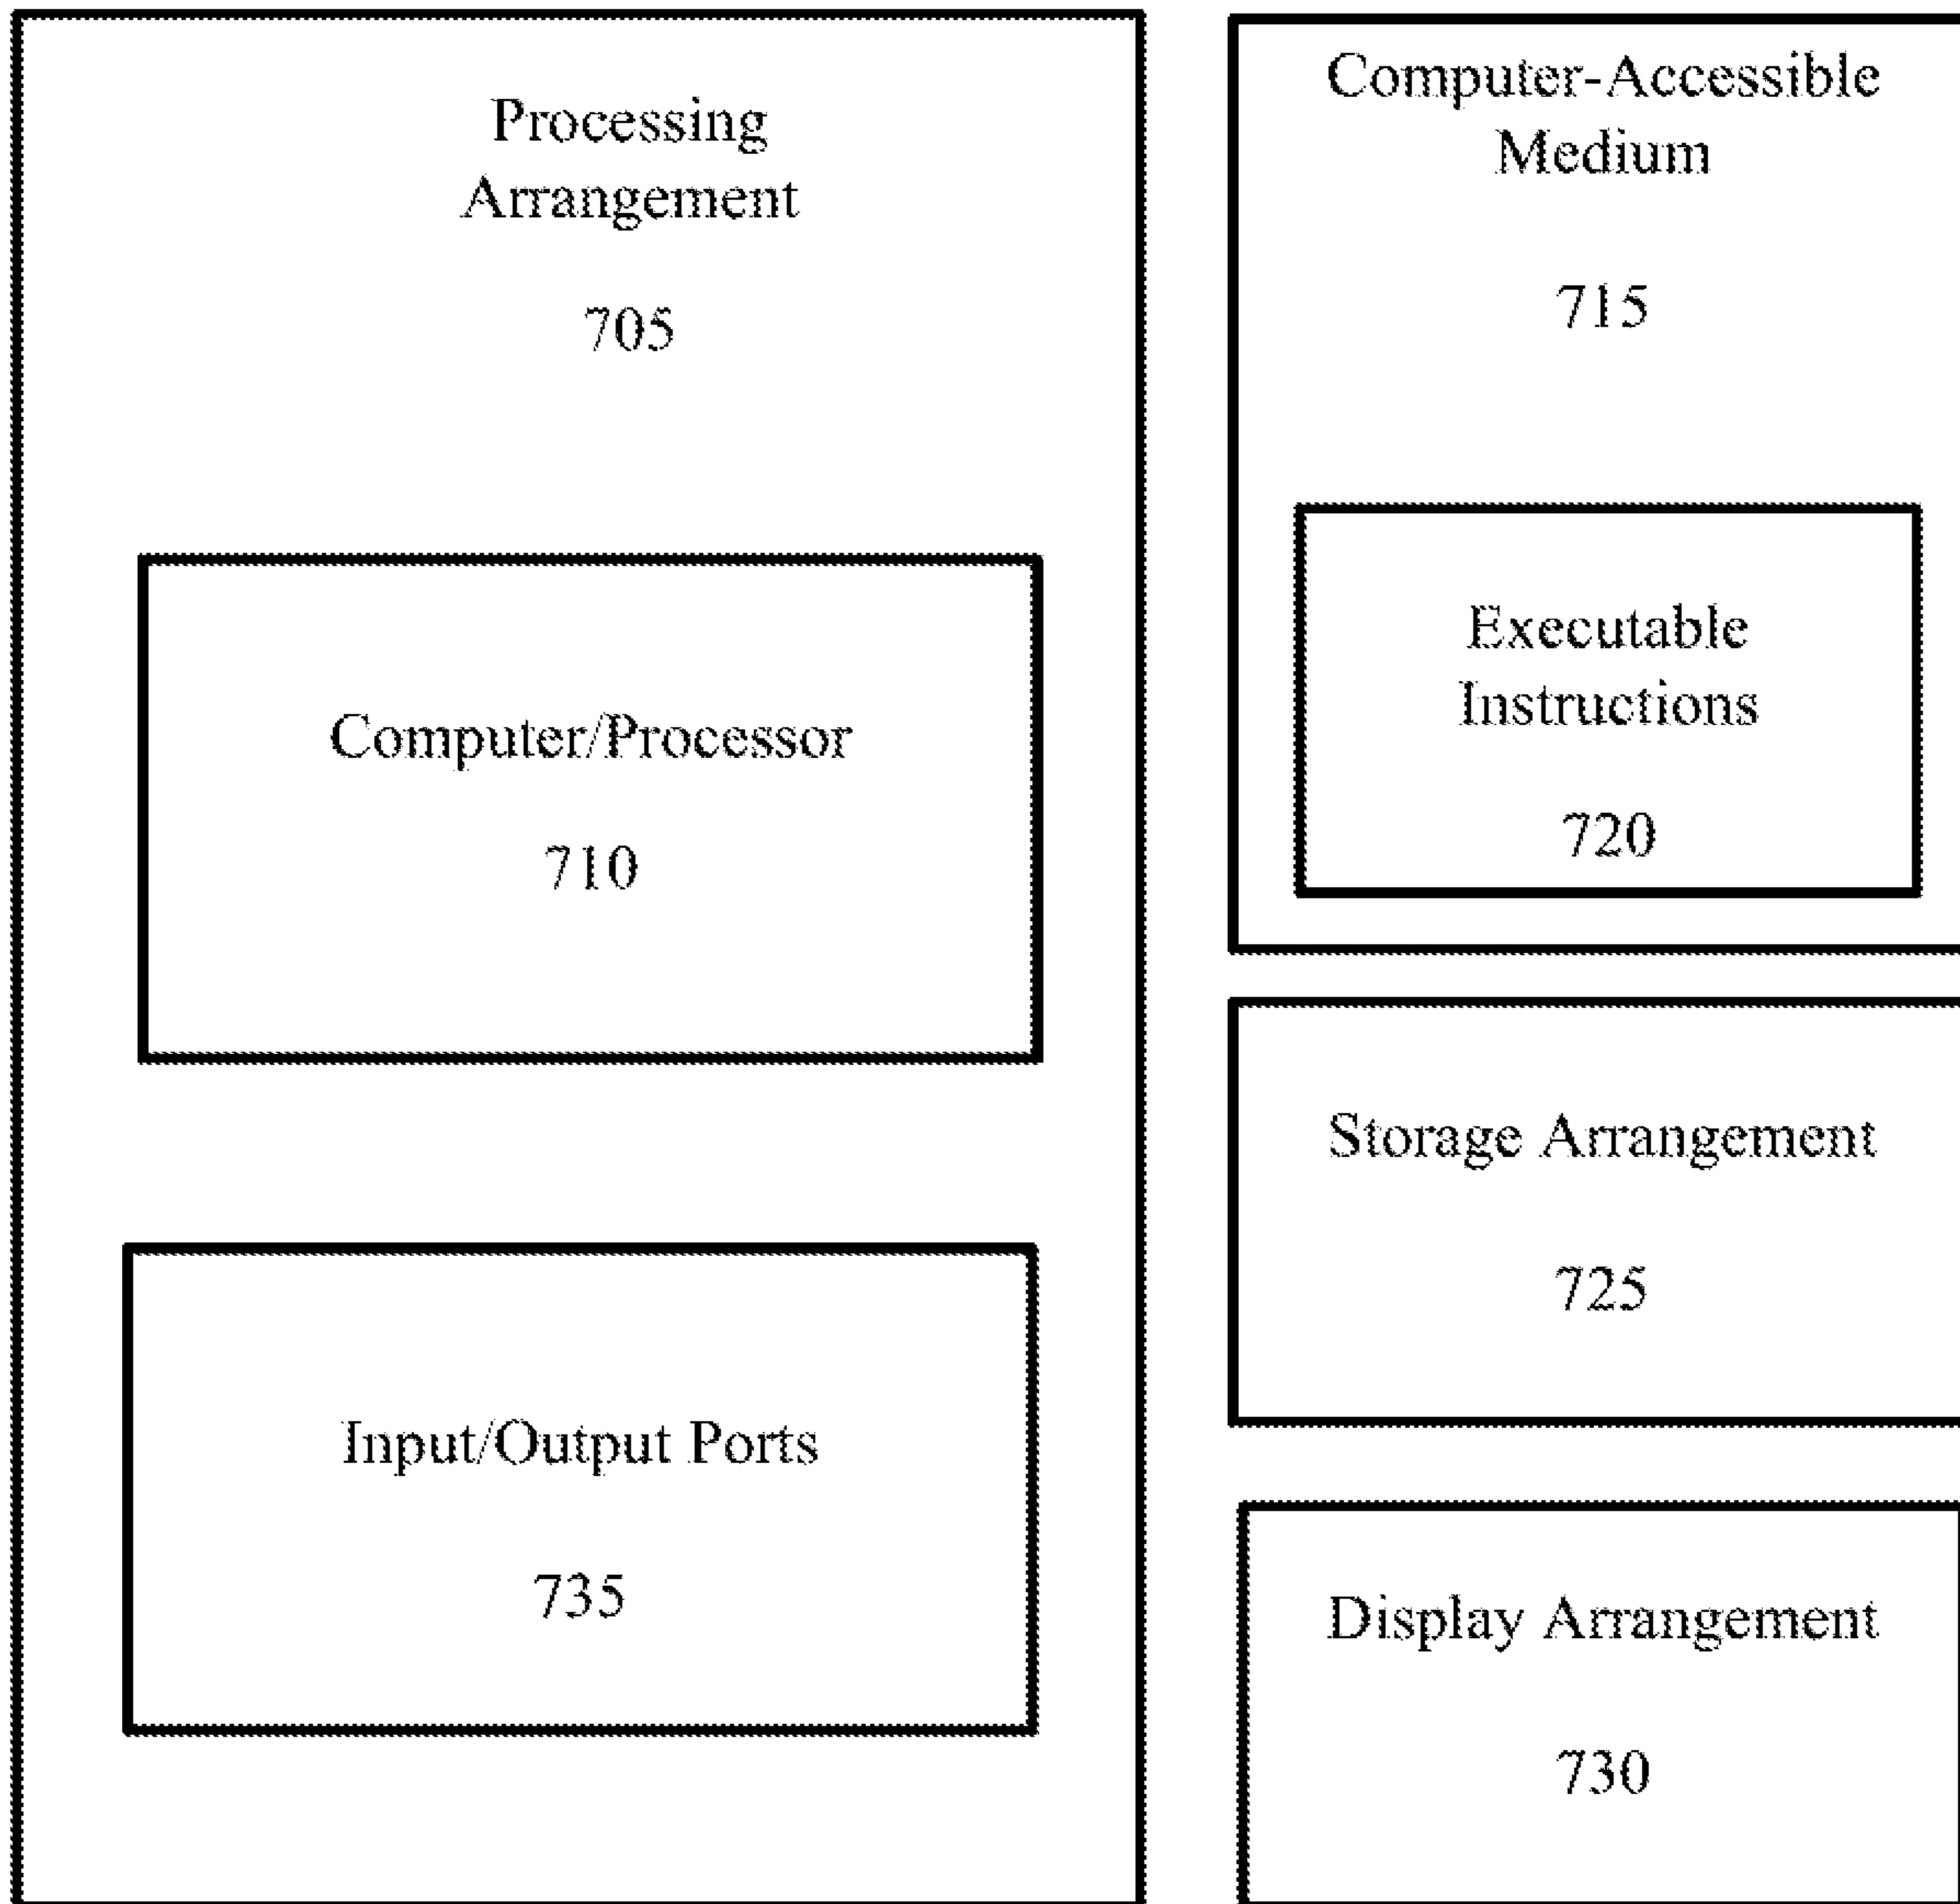 Processing
Arrangement
705
Computer/Processor
710
Input/Output Ports
735
Computer-Accessible
Medium
715
Executable
Instructions
720
Storage Arrangement
725
Display Arrangement
730